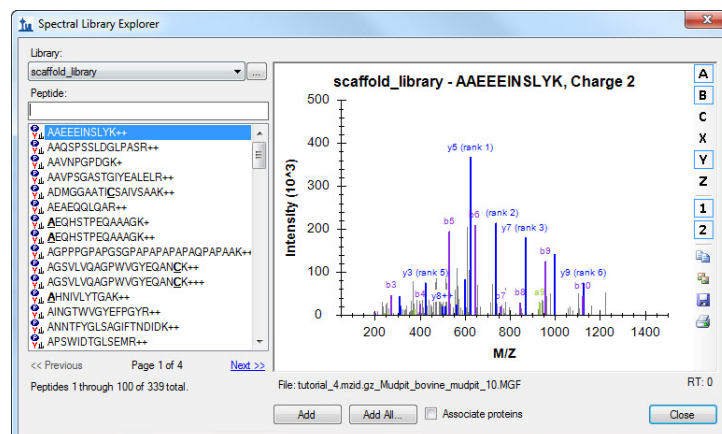 Spectral Library Explorer
x
Library:
scaffold_library
...
Peptide:
AAEEEINSLYK++
AAQSPSSLDGLPASR++
AAVNPGPDGK+
AAVPSGASTGIYEALELR++
ADMGGAATICSAIVSAAK++
AEAEQQLQAR++
AEQHSTPEQAAAGK+
AEQHSTPEQAAAGK++
AGPPPGPAPGSGPAPAPAPAQPAPAAK++
AGSVLVQAGPWVGYEQANCK++
AGSVLVQAGPWVGYEQANCK+++
AHNIVLYTGAK++
AINGTWVGYEFPGYR++
ANNTFYGLSAGIFTNDIDK++
APSWIDTGLSEMR++
<< Previous
Page 1 of 4
Next >>
Peptides 1 through 100 of 339 total.
scaffold_library - AAEEEINSLYK, Charge 2
Intensity (10^3)
500
400
300
200
100
0
y5 (rank 1)
b5
b6
(rank 2)
y7 (rank 3)
b9
y3 (rank 5)
y9 (rank 6)
b3
b4
y8++
b7
b8
a9
b10
200
400
600
800
1000
1200
1400
M/Z
A
B
C
X
Y
Z
1
2
File: tutorial_4.mzid.gz_Mudpit_bovine_mudpit_10.MGF
RT: 0
Add
Add All...
Associate proteins
Close